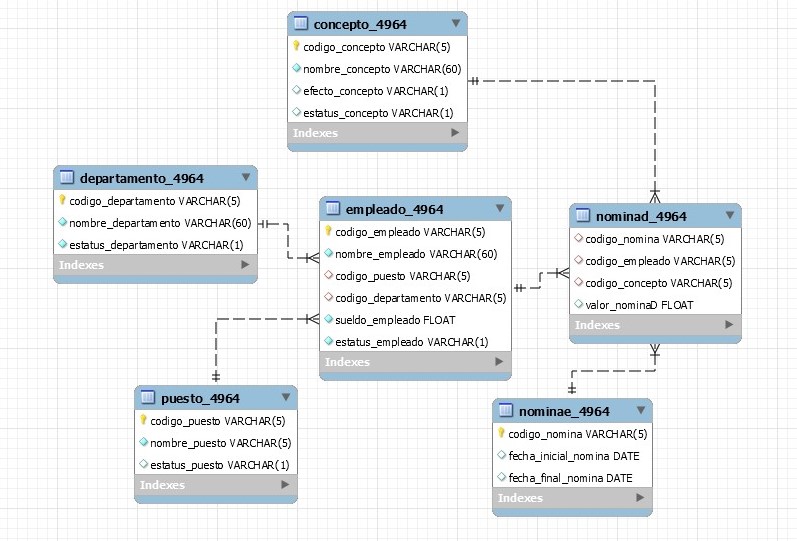 concepto_4964
codigo_concepto VARCHAR(5)
nombre_concepto VARCHAR(60)
efecto_concepto VARCHAR(1)
estatus_concepto VARCHAR(1)
Indexes
departamento_4964
codigo_departamento VARCHAR(5)
nombre_departamento VARCHAR(60)
estatus_departamento VARCHAR(1)
Indexes
empleado_4964
codigo_empleado VARCHAR(5)
nombre_empleado VARCHAR(60)
codigo_puesto VARCHAR(5)
codigo_departamento VARCHAR(5)
sueldo_empleado FLOAT
estatus_empleado VARCHAR(1)
Indexes
nominad_4964
codigo_nomina VARCHAR(5)
codigo_empleado VARCHAR(5)
codigo_concepto VARCHAR(5)
valor_nominaD FLOAT
Indexes
puesto_4964
codigo_puesto VARCHAR(5)
nombre_puesto VARCHAR(5)
estatus_puesto VARCHAR(1)
Indexes
nominae_4964
codigo_nomina VARCHAR(5)
fecha_inicial_nomina DATE
fecha_final_nomina DATE
Indexes